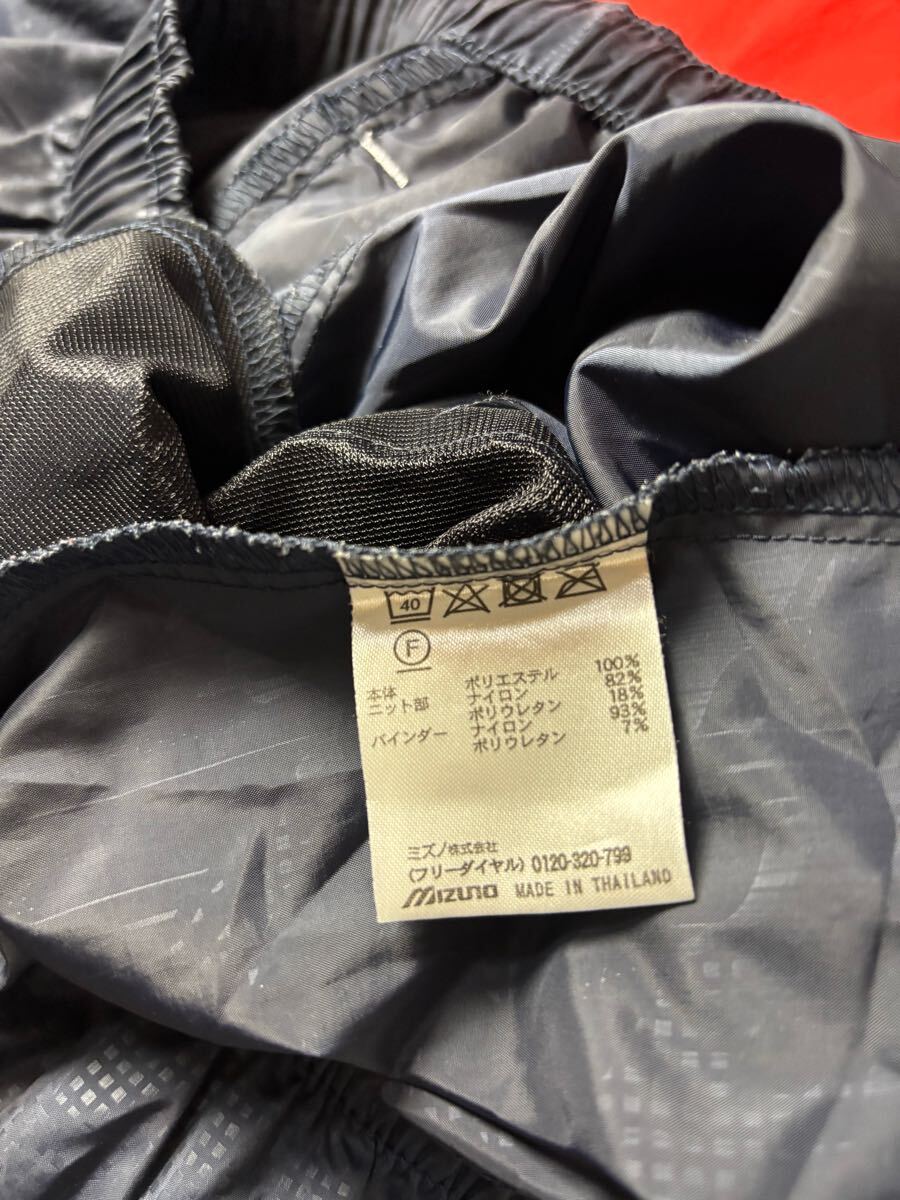 40
F
本体 ポリエステル 100%
ニット部 ナイロン 82%
ポリウレタン 18%
バインダー ナイロン 93%
ポリウレタン 7%
ミズノ株式会社
(フリーダイヤル) 0120-320-799
MIZUNO MADE IN THAILAND